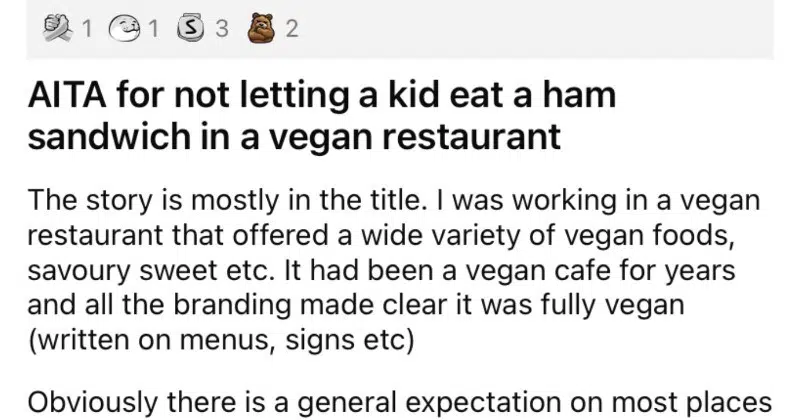 1 1 S 3 2
AITA for not letting a kid eat a ham
sandwich in a vegan restaurant
The story is mostly in the title. I was working in a vegan
restaurant that offered a wide variety of vegan foods,
savoury sweet etc. It had been a vegan cafe for years
and all the branding made clear it was fully vegan
(written on menus, signs etc)
Obviously there is a general expectation on most places